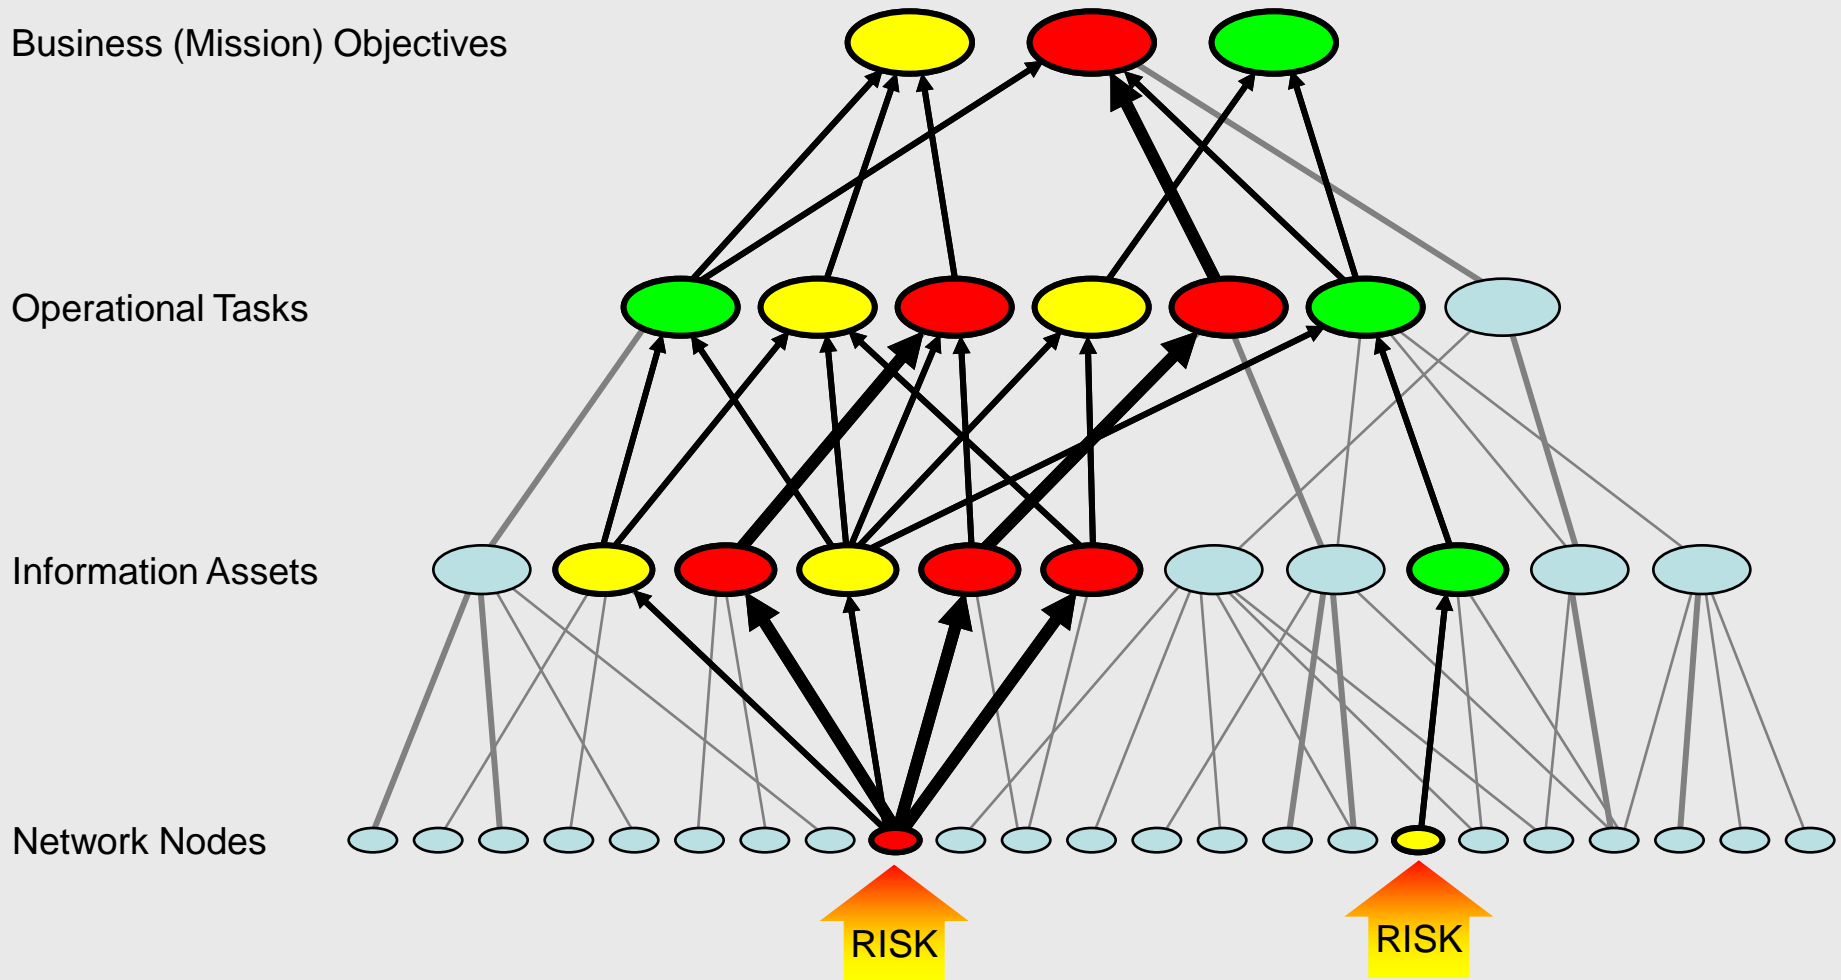 Business (Mission) Objectives
Operational Tasks
Information Assets
Network Nodes
RISK
RISK